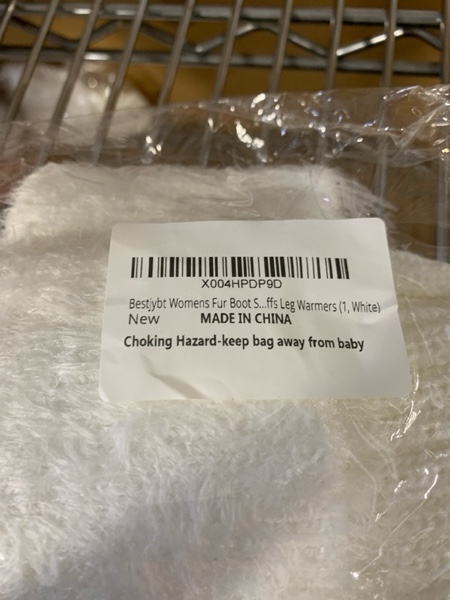 X004HPDP9D
Bestjybt Womens Fur Boot S...ffs Leg Warmers (1, White)
New MADE IN CHINA
Choking Hazard-keep bag away from baby